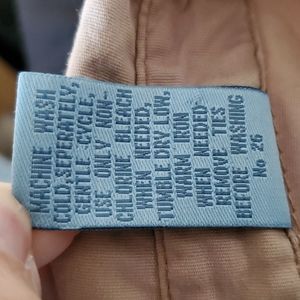 MACHINE WASH
COLD,SEPERATELY,
GENTLE CYCLE.
USE ONLY NON-
CHLORINE BLEACH
WHEN NEEDED,
TUMBLE DRY LOW,
WARM IRON
WHEN NEEDED-
REMOVE TIES
BEFORE WASHING
No 26